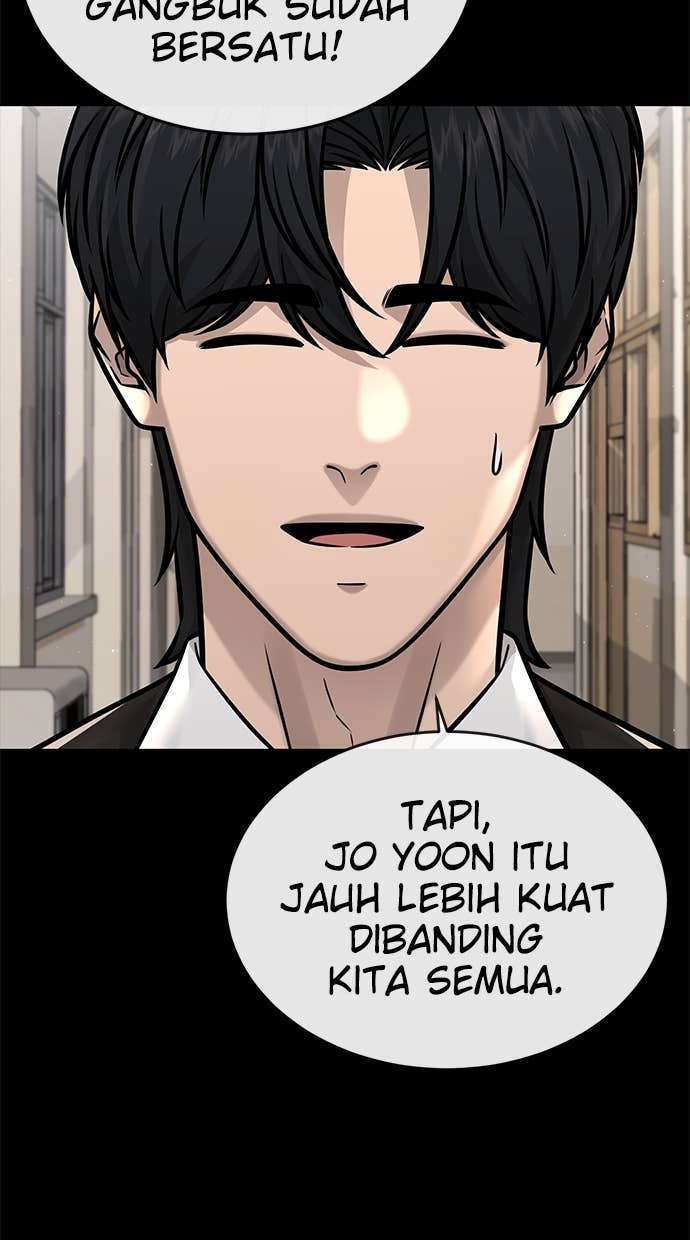 GANGBUK SUDAH
BERSATU!
TAPI,
JO YOON ITU
JAUH LEBIH KUAT
DIBANDING
KITA SEMUA.